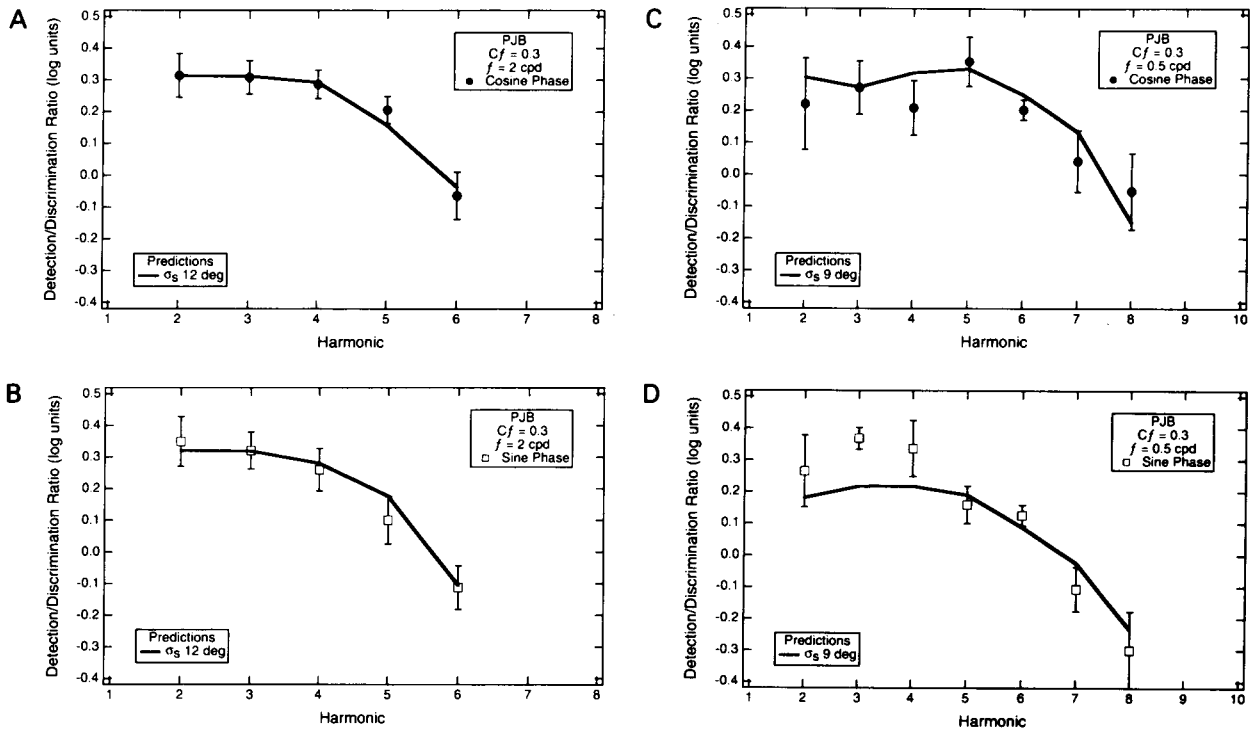 A
Detection/Discrimination Ratio (log units)
0.5
0.4
0.3
0.2
0.1
0.0
-0.1
-0.2
-0.3
-0.4
PJB
Cf = 0.3
f = 2 cpd
Cosine Phase
Predictions
σs 12 deg
1 2 3 4 5 6 7 8
Harmonic
B
Detection/Discrimination Ratio (log units)
0.5
0.4
0.3
0.2
0.1
0.0
-0.1
-0.2
-0.3
-0.4
PJB
Cf = 0.3
f = 2 cpd
Sine Phase
Predictions
σs 12 deg
1 2 3 4 5 6 7 8
Harmonic
C
Detection/Discrimination Ratio (log units)
0.5
0.4
0.3
0.2
0.1
0.0
-0.1
-0.2
-0.3
-0.4
PJB
Cf = 0.3
f = 0.5 cpd
Cosine Phase
Predictions
σs 9 deg
1 2 3 4 5 6 7 8 9 10
Harmonic
D
Detection/Discrimination Ratio (log units)
0.5
0.4
0.3
0.2
0.1
0.0
-0.1
-0.2
-0.3
-0.4
PJB
Cf = 0.3
f = 0.5 cpd
Sine Phase
Predictions
σs 9 deg
1 2 3 4 5 6 7 8 9 10
Harmonic